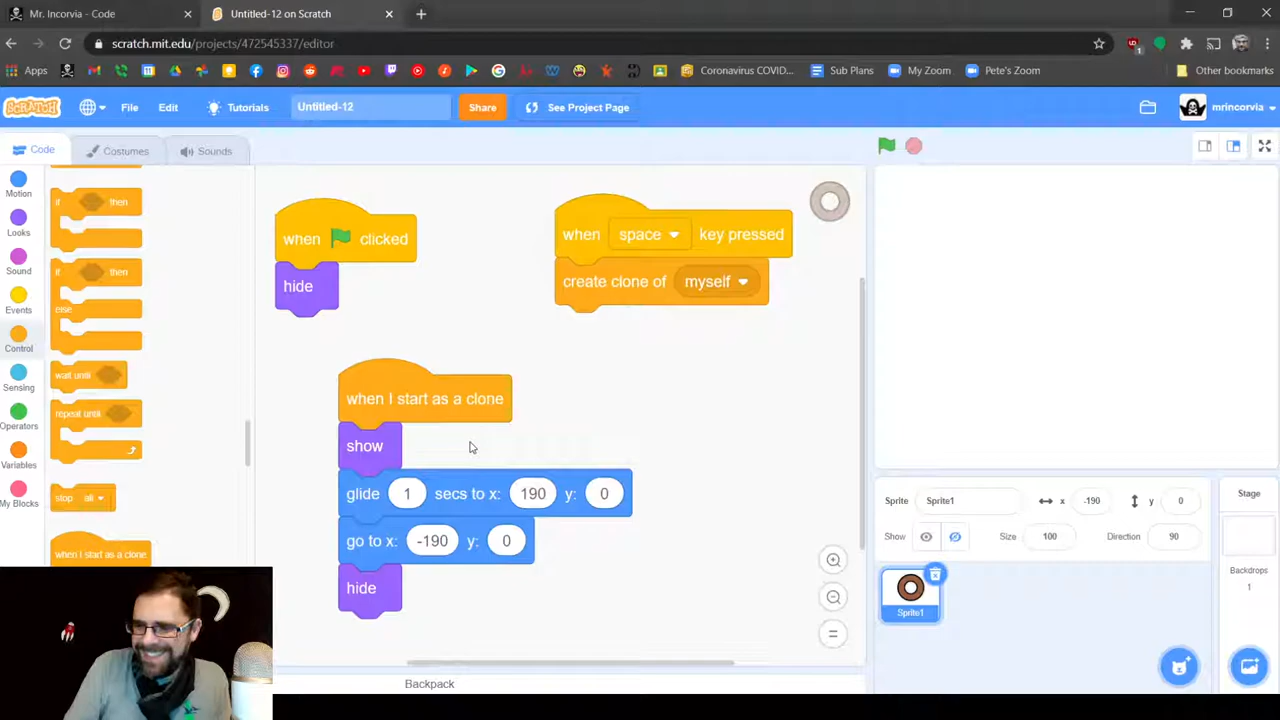 Mr. Incorvia - Code
Untitled-12 on Scratch
scratch.mit.edu/projects/472545337/editor
Apps
Coronavirus COVID...
Sub Plans
My Zoom
Pete's Zoom
Other bookmarks
SCRATCH
File
Edit
Tutorials
Untitled-12
Share
See Project Page
mrincorvia
Code
Costumes
Sounds
Motion
Looks
Sound
Events
Control
Sensing
Operators
Variables
My Blocks
if then
if then
else
wait until
repeat until
stop all
when I start as a clone
when clicked
hide
when space key pressed
create clone of myself
when I start as a clone
show
glide 1 secs to x: 190 y: 0
go to x: -190 y: 0
hide
Backpack
Sprite Sprite1 x -190 y 0
Show Size 100 Direction 90
Sprite1
Stage
Backdrops
1